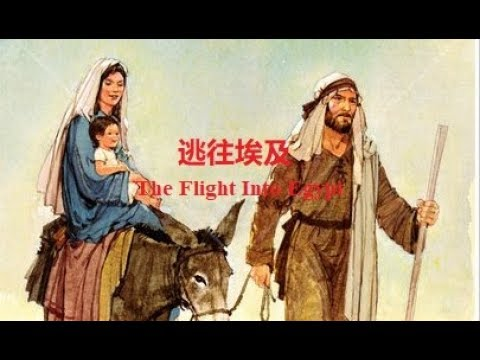 逃往埃及
The Flight Into Egypt